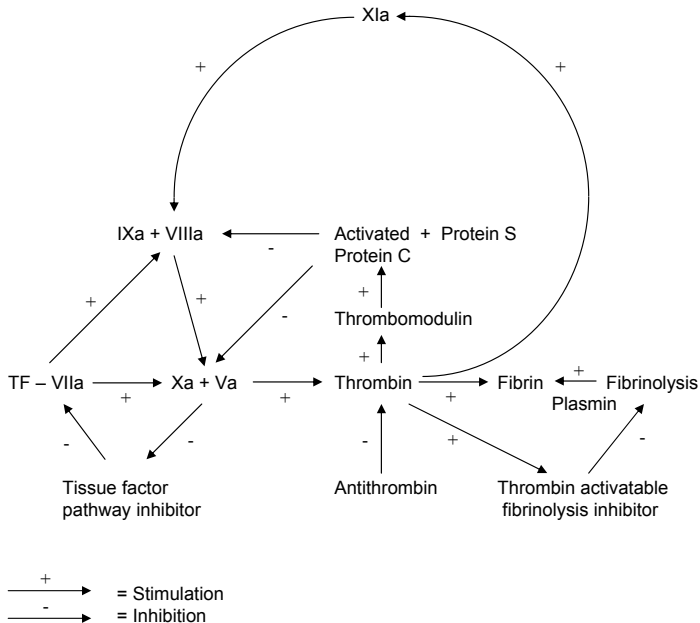 XIa
+ +
IXa + VIIIa
Activated + Protein S
Protein C
-
+ + - +
Thrombomodulin
+
TF – VIIa
Xa + Va
Thrombin
Fibrin
+
Fibrinolysis
Plasmin
+ + +
- - - + -
Tissue factor
pathway inhibitor
Antithrombin
Thrombin activatable
fibrinolysis inhibitor
+
= Stimulation
-
= Inhibition